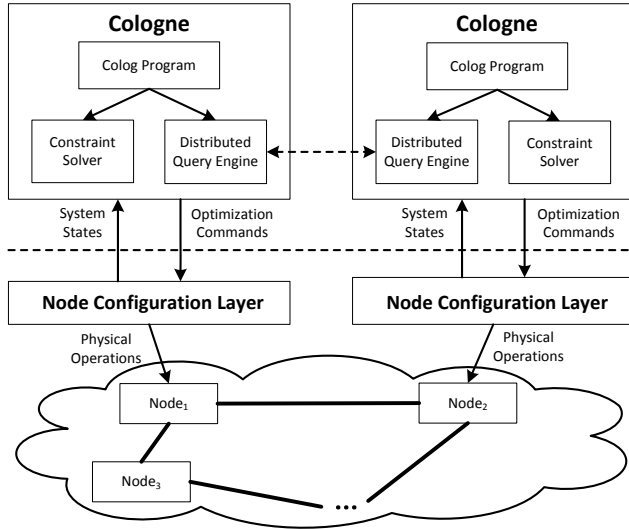 Cologne
Cologne
Colog Program
Colog Program
Constraint
Solver
Distributed
Query Engine
Distributed
Query Engine
Constraint
Solver
System
States
Optimization
Commands
System
States
Optimization
Commands
Node Configuration Layer
Node Configuration Layer
Physical
Operations
Physical
Operations
Node₁
Node₂
Node₃
...